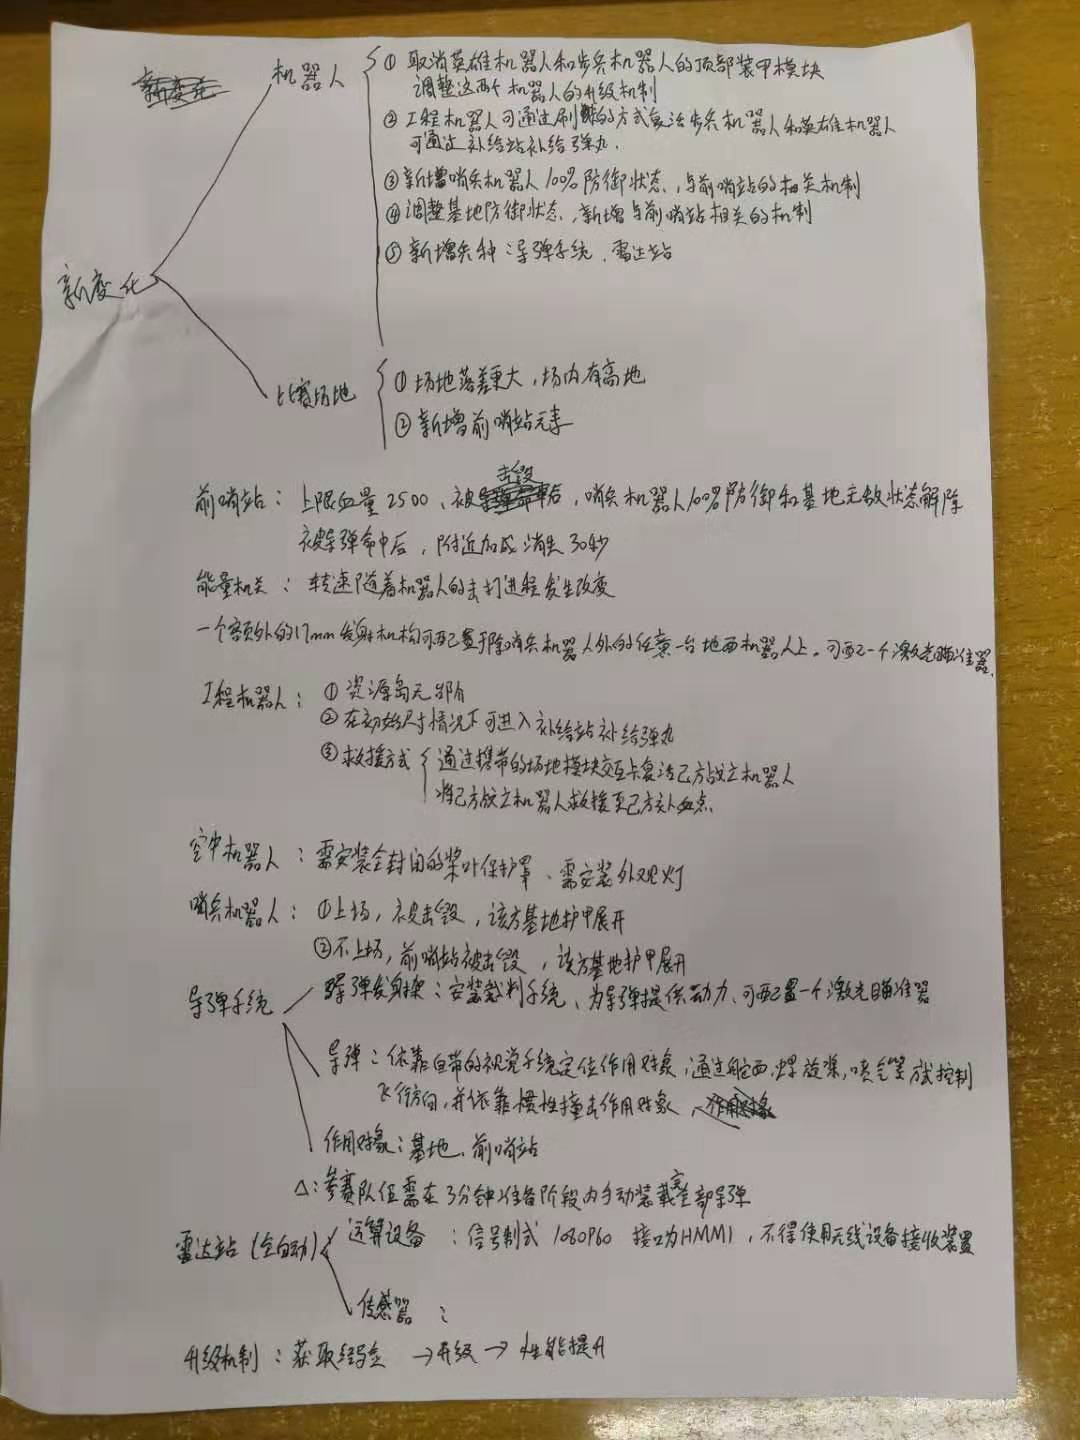 新变化
机器人
① 取消英雄机器人和步兵机器人的顶部装甲模块
调整这两个机器人的升级机制
② 工程机器人可通过刷的方式复活步兵机器人和英雄机器人
可通过补给站补给弹丸.
③ 新增哨兵机器人100%防御状态、与前哨站的相关机制
④ 调整基地防御状态,新增与前哨站相关的机制
⑤ 新增兵种:导弹系统、雷达站
新变化
比赛场地
① 场地落差更大,场内有高地
② 新增前哨站元素
击毁
前哨站: 上限血量2500、被后,哨兵机器人100%防御和基地无敌状态解除
被导弹命中后,附近加成消失30秒
能量机关: 转速随着机器人的击打进程发生改变
一个额外的17mm发射机构可配置于除哨兵机器人外的任意一台地面机器人上。可配一个激光瞄准器.
工程机器人: ① 资源岛无台阶
② 在初始尺寸情况下可进入补给站补给弹丸
③ 救援方式 通过携带的场地模块交互卡复活己方战亡机器人
将己方战亡机器人救援至己方补血点.
空中机器人: 需安装全封闭的桨叶保护罩、需安装外观灯
哨兵机器人: ①上场,被击毁,该方基地护甲展开
②不上场,前哨站被击毁,该方基地护甲展开
导弹系统
导弹发射架:安装裁判系统、为导弹提供动力、可配置一个激光瞄准器
导弹:依靠自带的视觉系统定位作用对象,通过舵面,螺旋桨,喷气等方式控制
飞行方向,并依靠惯性撞击作用对象
作用对象:基地、前哨站
△:参赛队伍需在3分钟准备阶段内手动装载完全部导弹
雷达站(全自动) 运算设备 :信号制式 1080P60 接口为HMMI,不得使用无线设备接收装置
传感器 :
升级机制:获取经验 → 升级 → 性能提升